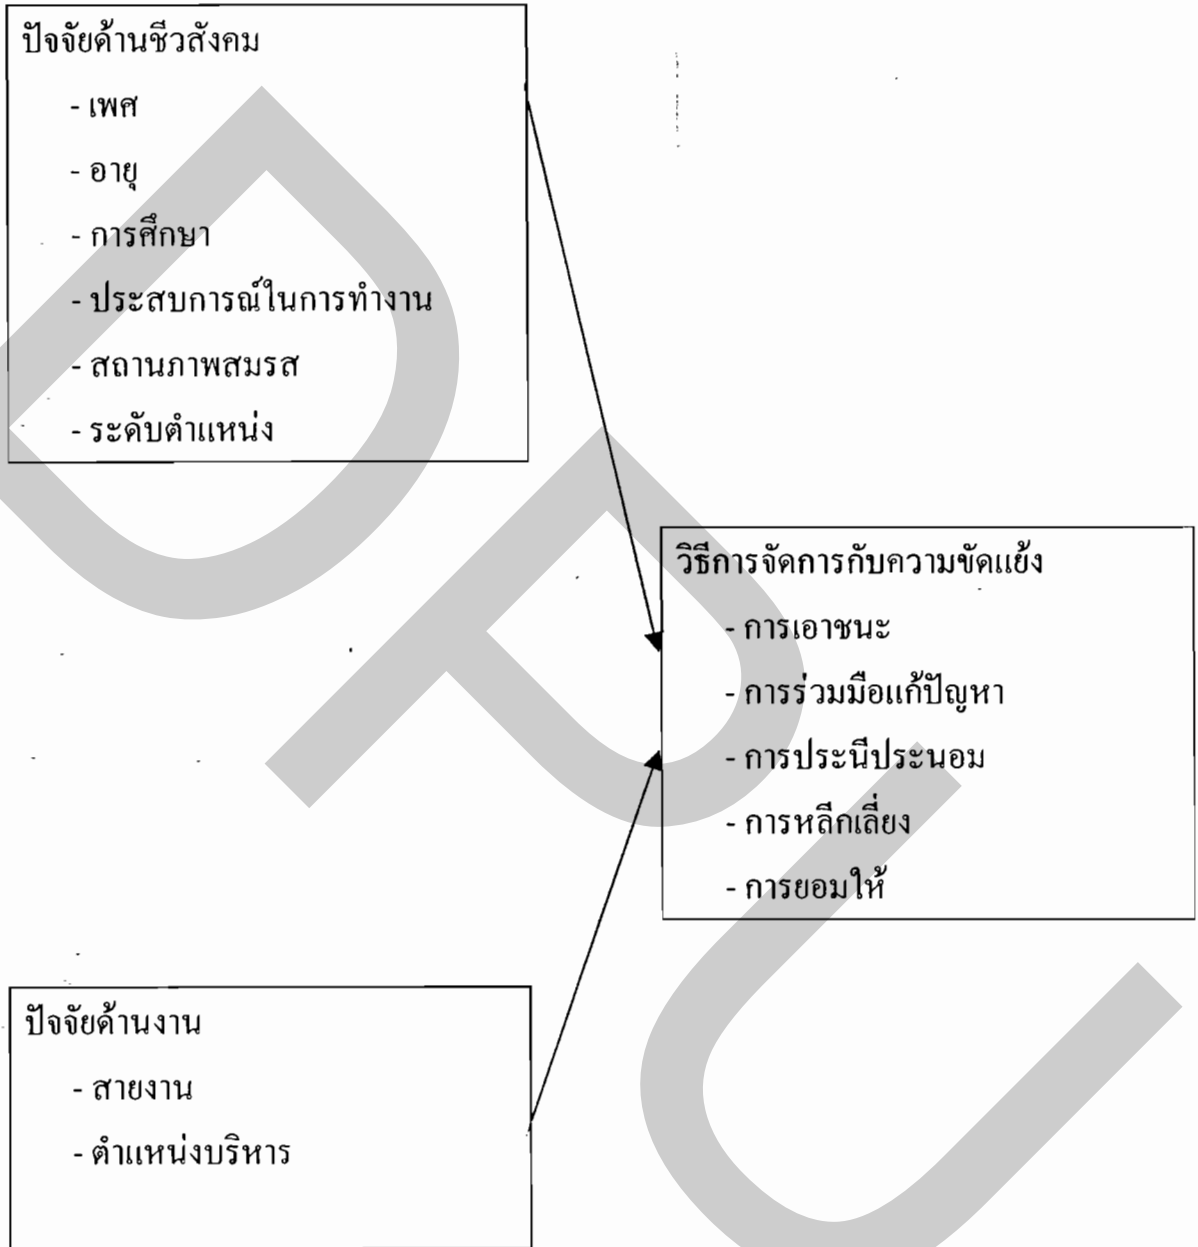 ปัจจัยด้านชีวสังคม
- เพศ
- อายุ
- การศึกษา
- ประสบการณ์ในการทำงาน
- สถานภาพสมรส
- ระดับตำแหน่ง
วิธีการจัดการกับความขัดแย้ง
- การเอาชนะ
- การร่วมมือแก้ปัญหา
- การประนีประนอม
- การหลีกเลี่ยง
- การยอมให้
ปัจจัยด้านงาน
- สายงาน
- ตำแหน่งบริหาร
DPU